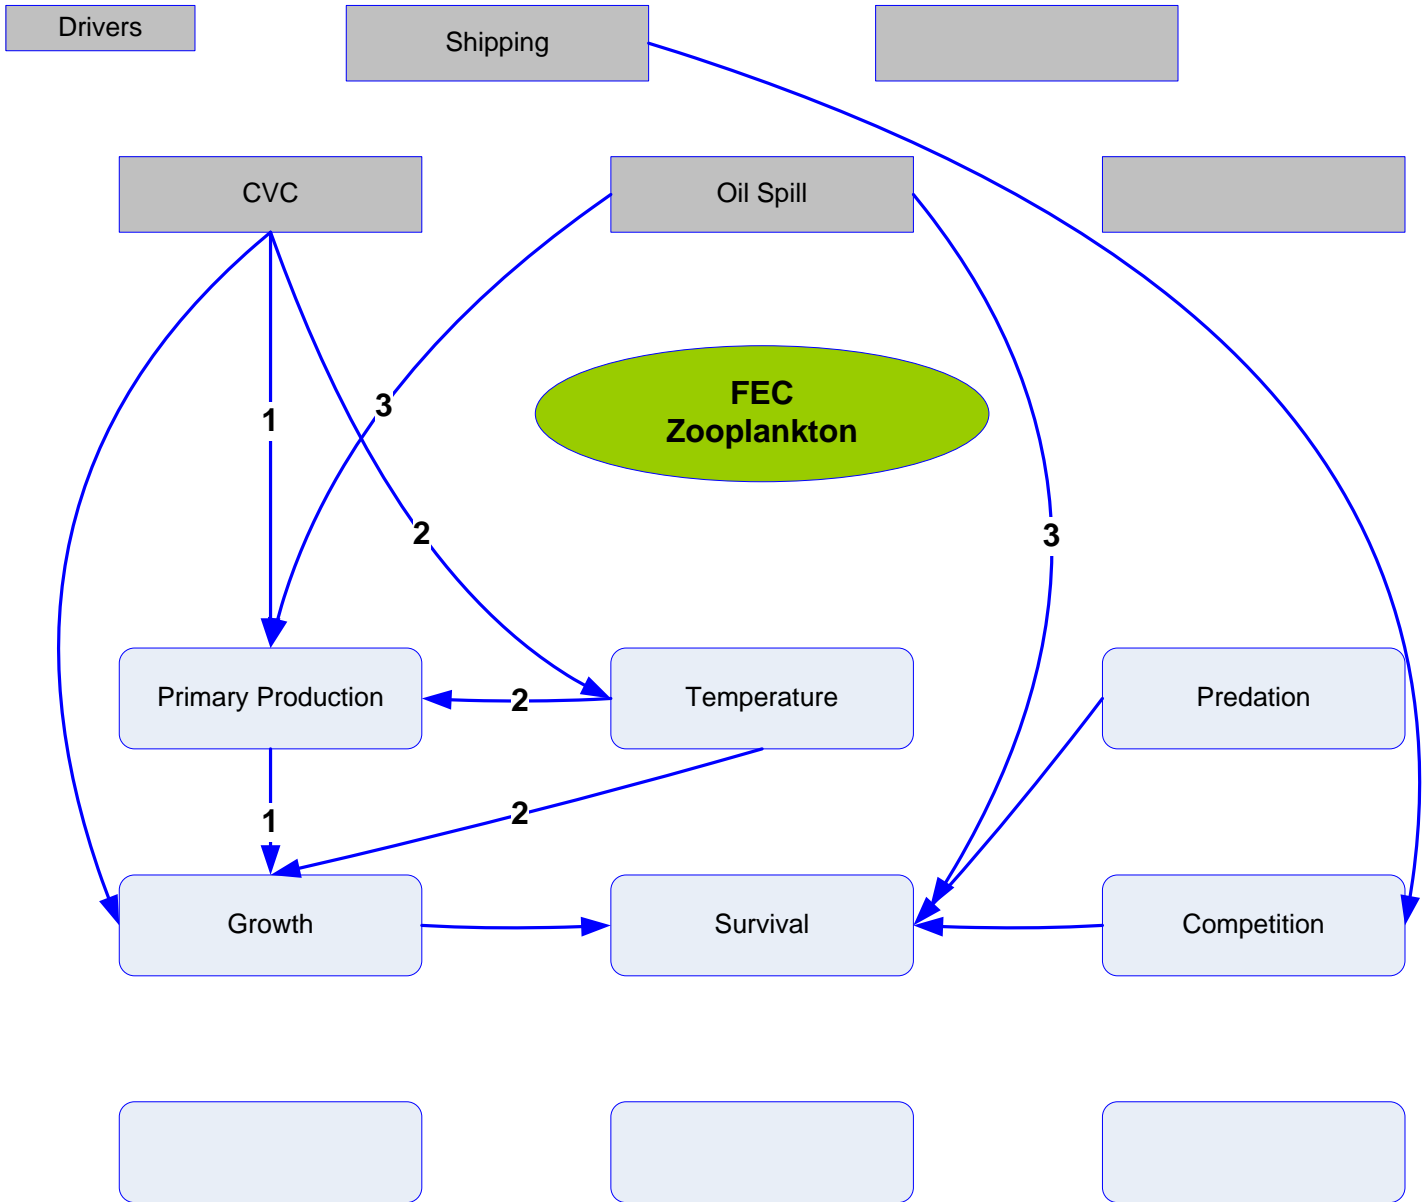 Drivers
Shipping
CVC
Oil Spill
FEC
Zooplankton
1
3
2
3
Primary Production
2
Temperature
Predation
1
2
Growth
Survival
Competition